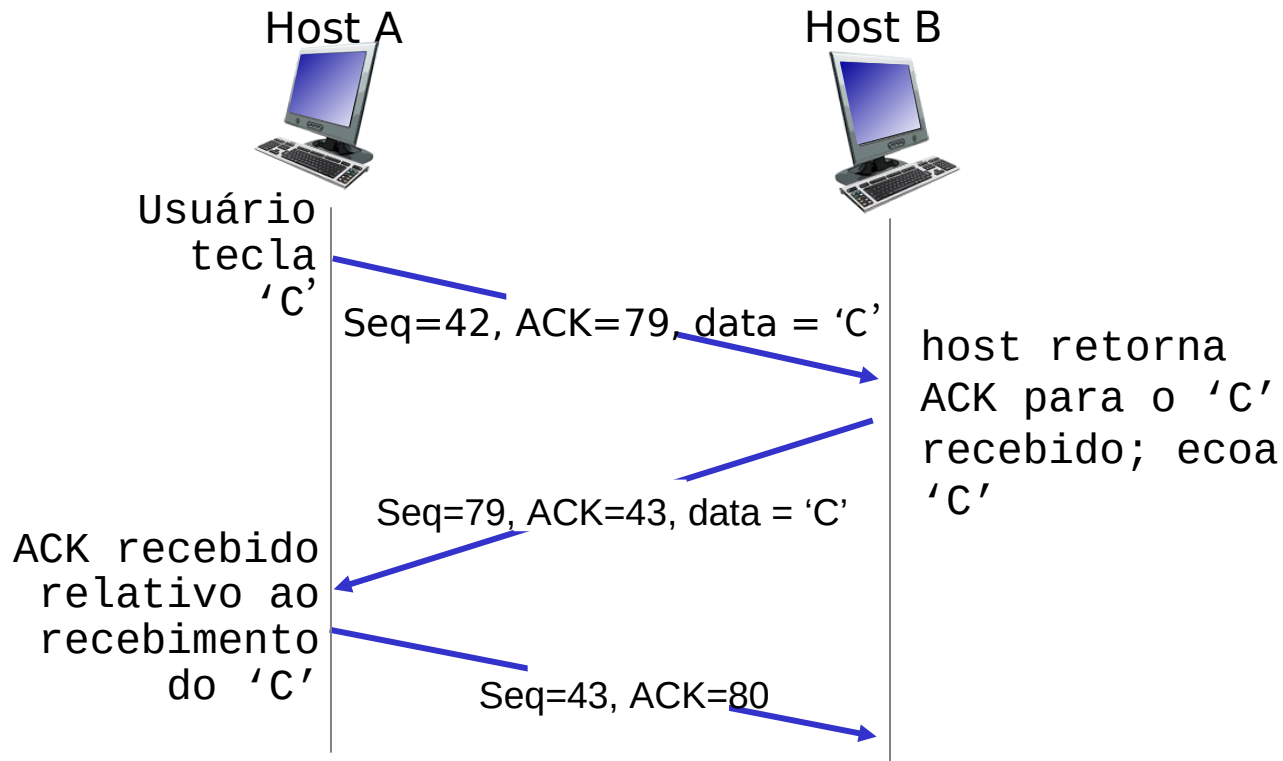 Host A
Host B
Usuário
tecla
‘C’
Seq=42, ACK=79, data = ‘C’
host retorna
ACK para o ‘C’
recebido; ecoa
‘C’
Seq=79, ACK=43, data = ‘C’
ACK recebido
relativo ao
recebimento
do ‘C’
Seq=43, ACK=80